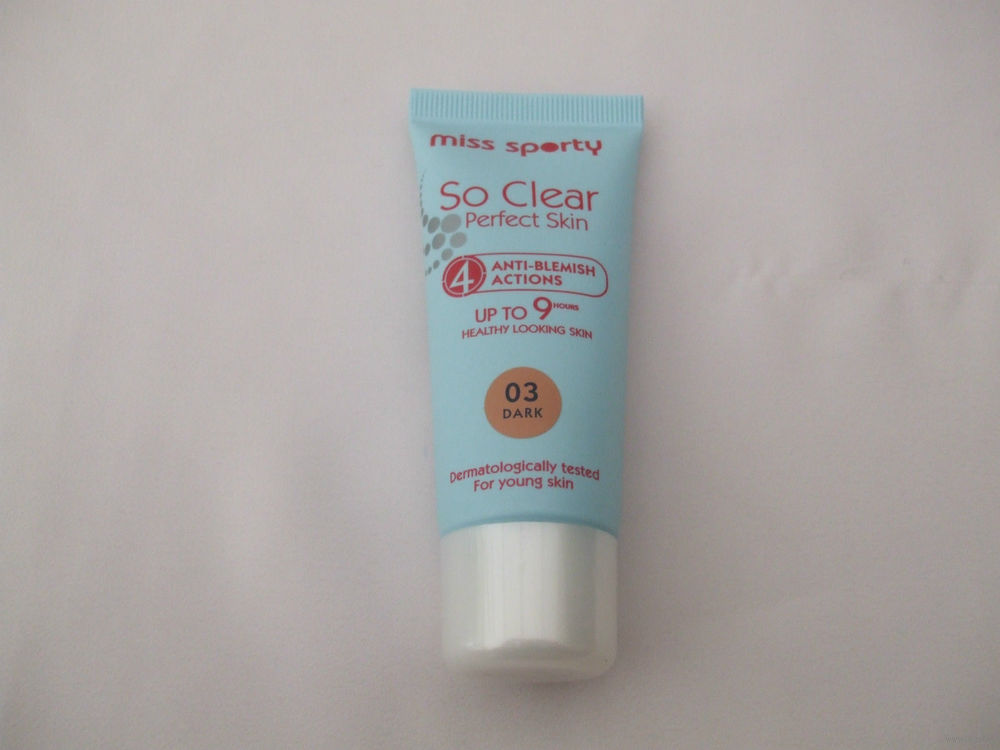 miss sporty
So Clear
Perfect Skin
4 ANTI-BLEMISH
ACTIONS
UP TO 9 HOURS
HEALTHY LOOKING SKIN
03
DARK
Dermatologically tested
For young skin